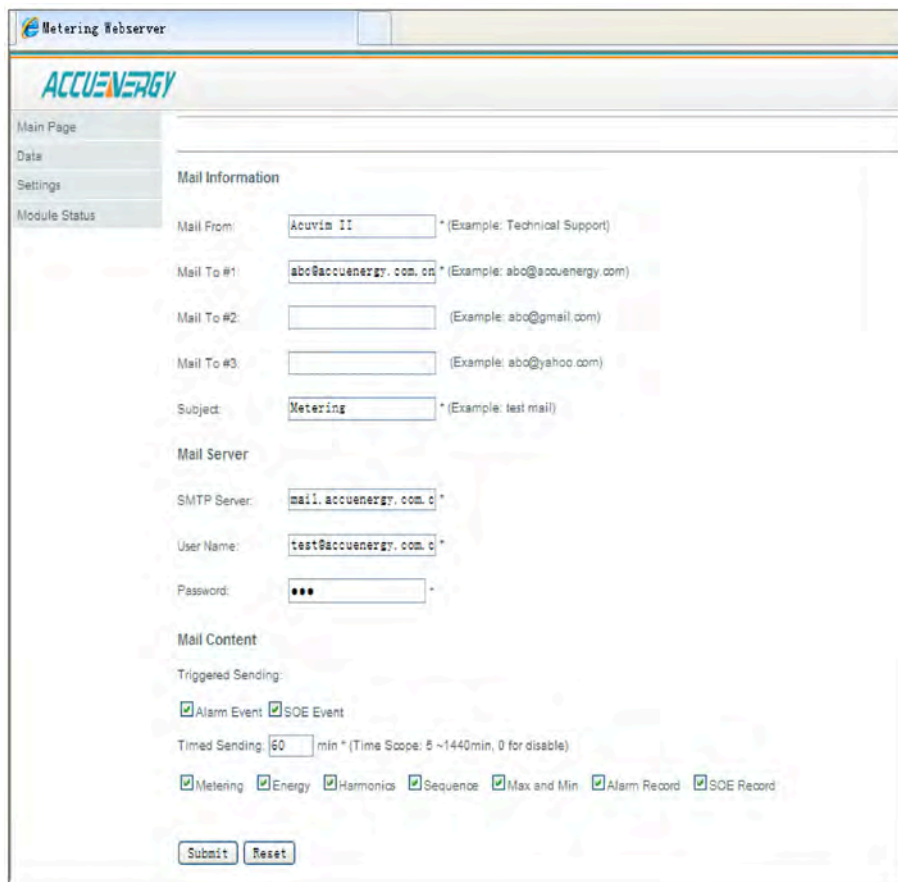 Metering Webserver
ACCUENERGY
Main Page
Data
Settings
Module Status
Mail Information
Mail From: Acuvim II * (Example: Technical Support)
Mail To #1: abc@accuenergy.com.cn * (Example: abc@accuenergy.com)
Mail To #2: (Example: abc@gmail.com)
Mail To #3: (Example: abc@yahoo.com)
Subject: Metering * (Example: test mail)
Mail Server
SMTP Server: mail.accuenergy.com.c *
User Name: test@accuenergy.com.c *
Password: ●●● *
Mail Content
Triggered Sending:
Alarm Event SOE Event
Timed Sending: 60 min * (Time Scope: 5 ~1440min, 0 for disable)
Metering Energy Harmonics Sequence Max and Min Alarm Record SOE Record
Submit Reset